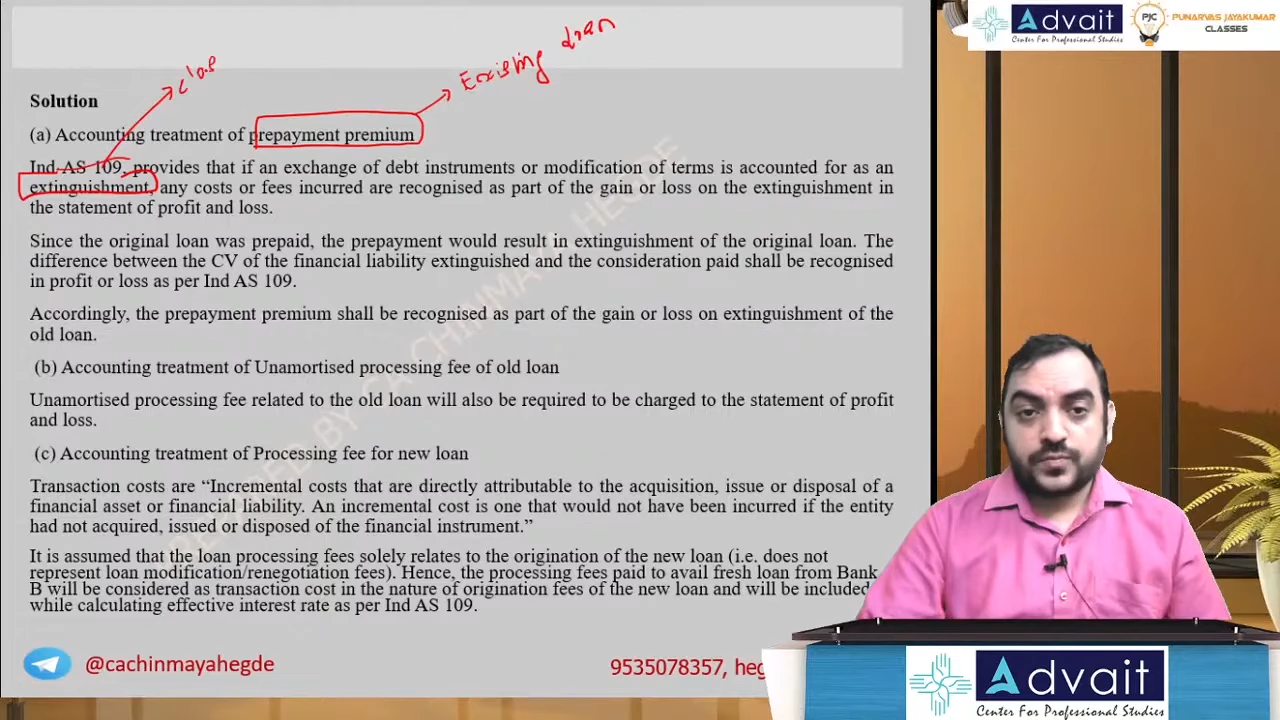 Advait
Center For Professional Studies
PJC
PUNARVAS JAYAKUMAR
CLASSES
Existing loan
Solution
(a) Accounting treatment of prepayment premium
Ind AS 109, provides that if an exchange of debt instruments or modification of terms is accounted for as an
extinguishment, any costs or fees incurred are recognised as part of the gain or loss on the extinguishment in
the statement of profit and loss.
Since the original loan was prepaid, the prepayment would result in extinguishment of the original loan. The
difference between the CV of the financial liability extinguished and the consideration paid shall be recognised
in profit or loss as per Ind AS 109.
Accordingly, the prepayment premium shall be recognised as part of the gain or loss on extinguishment of the
old loan.
(b) Accounting treatment of Unamortised processing fee of old loan
Unamortised processing fee related to the old loan will also be required to be charged to the statement of profit
and loss.
(c) Accounting treatment of Processing fee for new loan
Transaction costs are “Incremental costs that are directly attributable to the acquisition, issue or disposal of a
financial asset or financial liability. An incremental cost is one that would not have been incurred if the entity
had not acquired, issued or disposed of the financial instrument.”
It is assumed that the loan processing fees solely relates to the origination of the new loan (i.e. does not
represent loan modification/renegotiation fees). Hence, the processing fees paid to avail fresh loan from Bank
B will be considered as transaction cost in the nature of origination fees of the new loan and will be included
while calculating effective interest rate as per Ind AS 109.
@cachinmayahegde
9535078357, heg
Advait
Center For Professional Studies